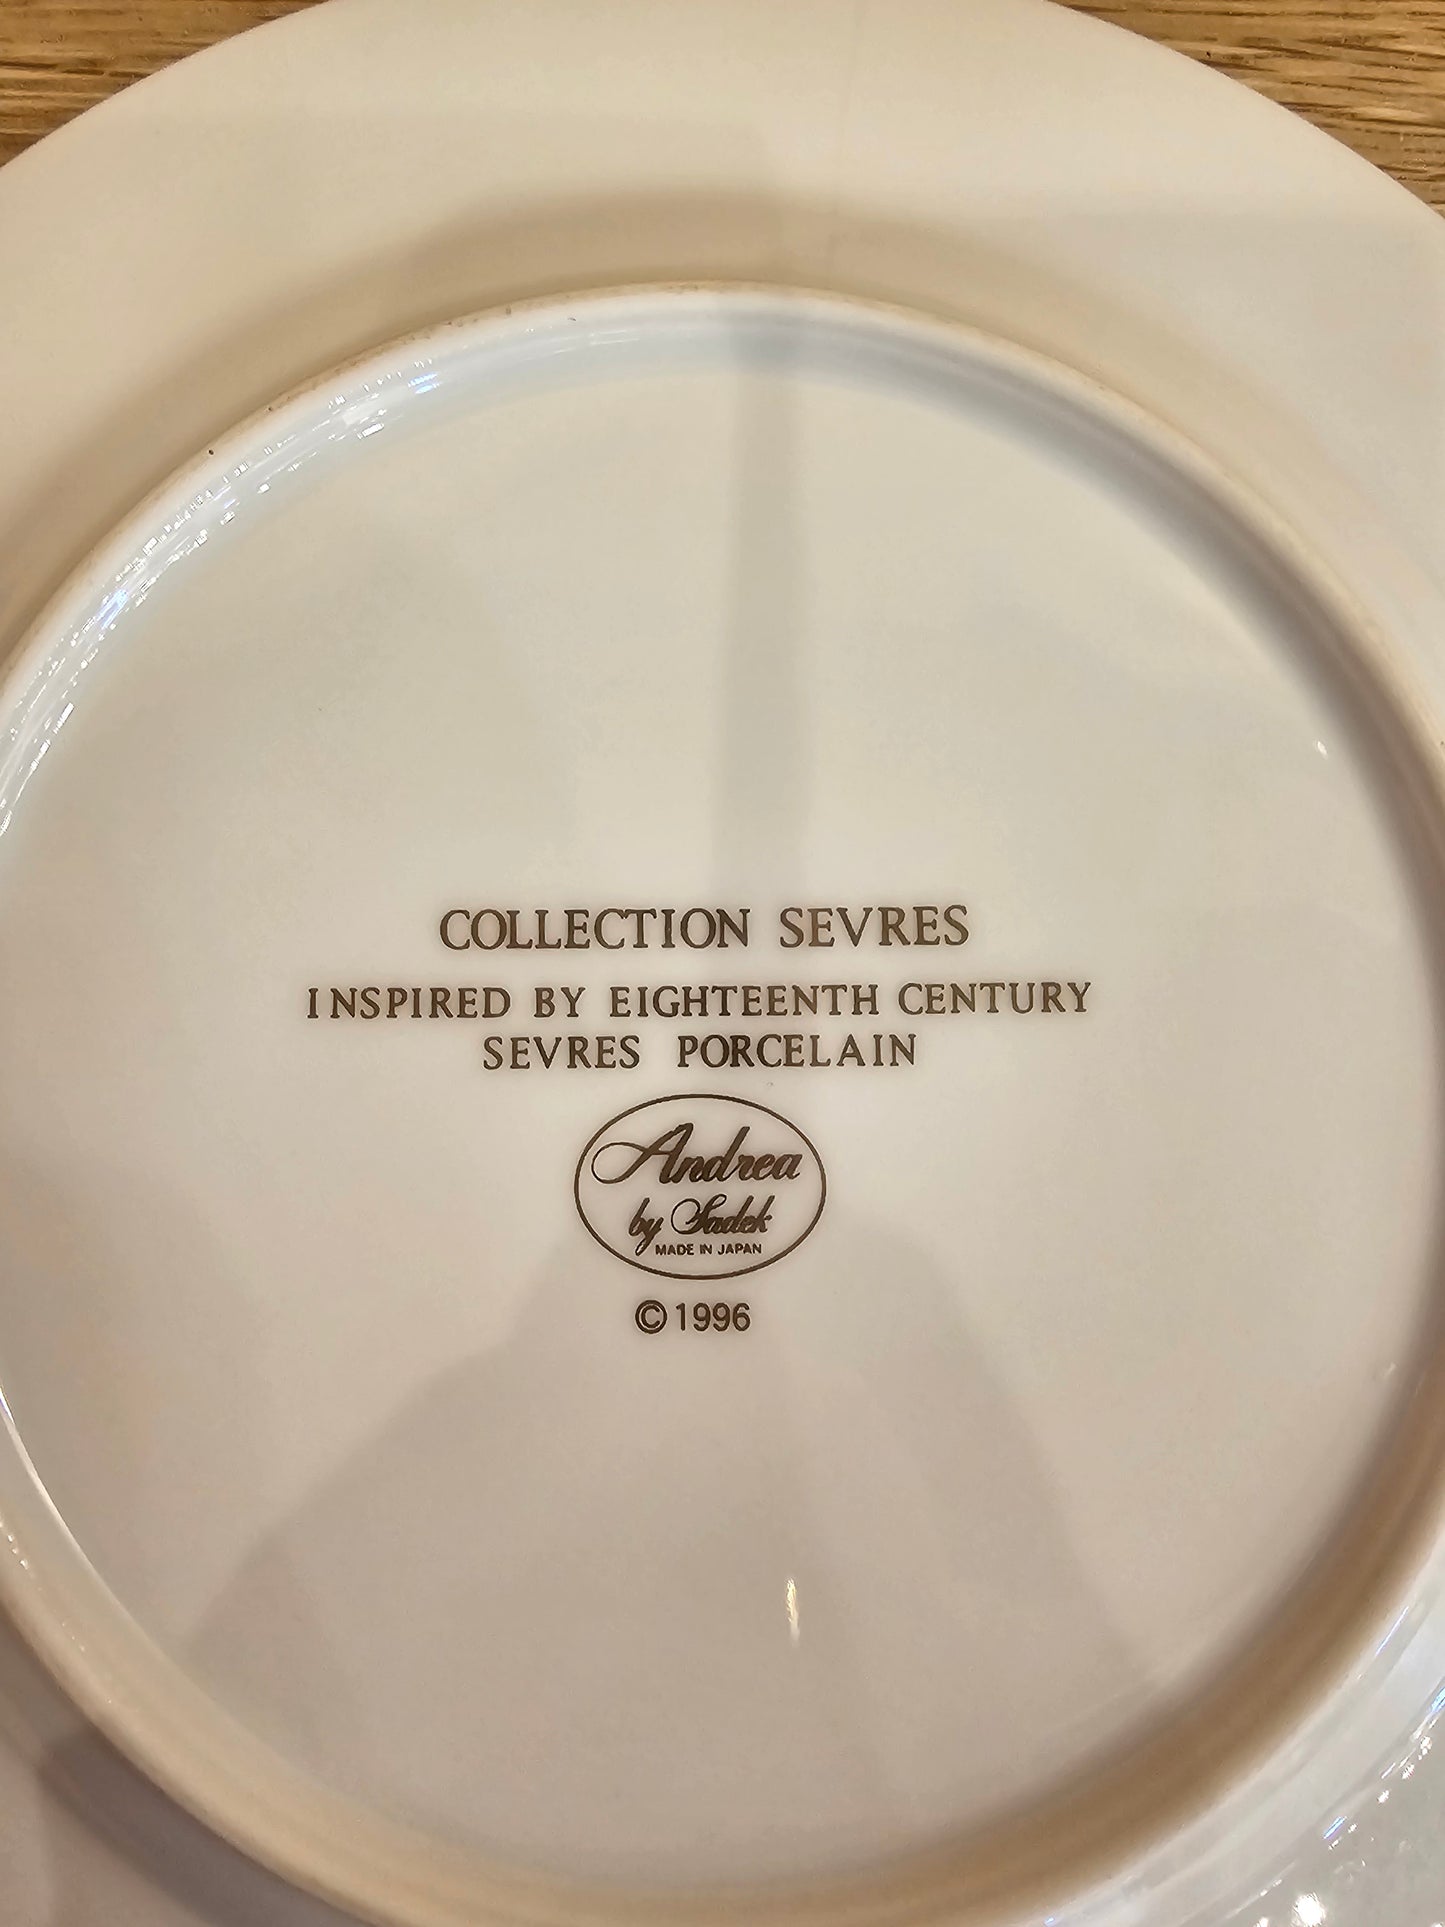 COLLECTION SEVRES
INSPIRED BY EIGHTEENTH CENTURY
SEVRES PORCELAIN
Andrea
by Sadek
MADE IN JAPAN
©1996